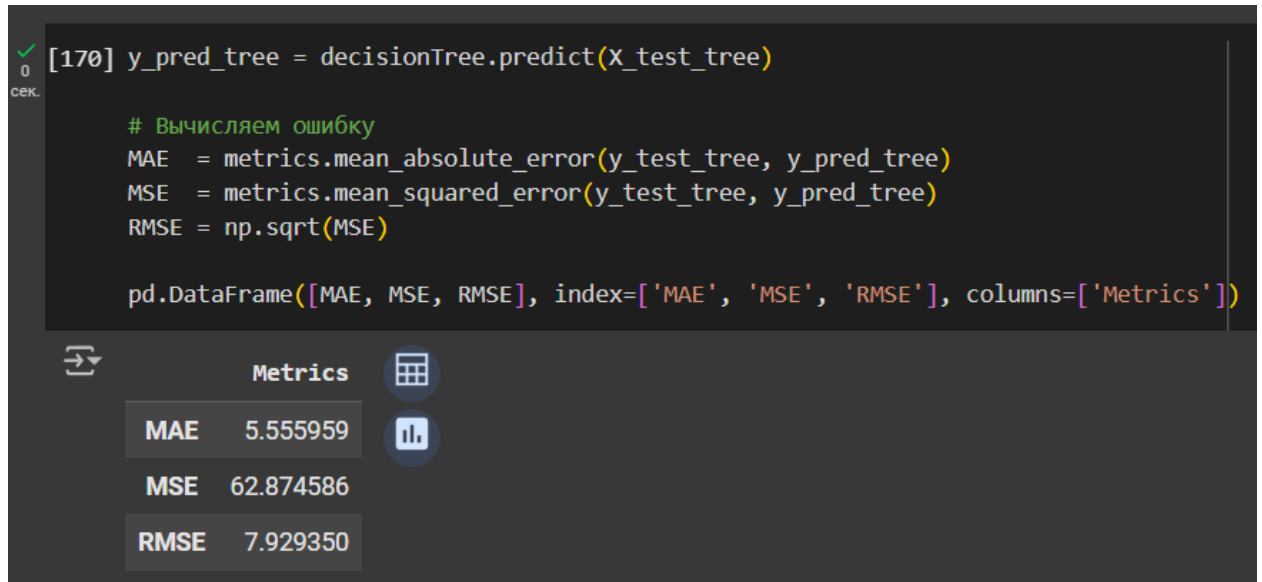 [170] y_pred_tree = decisionTree.predict(X_test_tree)
0
сек.
# Вычисляем ошибку
MAE  = metrics.mean_absolute_error(y_test_tree, y_pred_tree)
MSE  = metrics.mean_squared_error(y_test_tree, y_pred_tree)
RMSE = np.sqrt(MSE)
pd.DataFrame([MAE, MSE, RMSE], index=['MAE', 'MSE', 'RMSE'], columns=['Metrics'])
Metrics
MAE 5.555959
MSE 62.874586
RMSE 7.929350